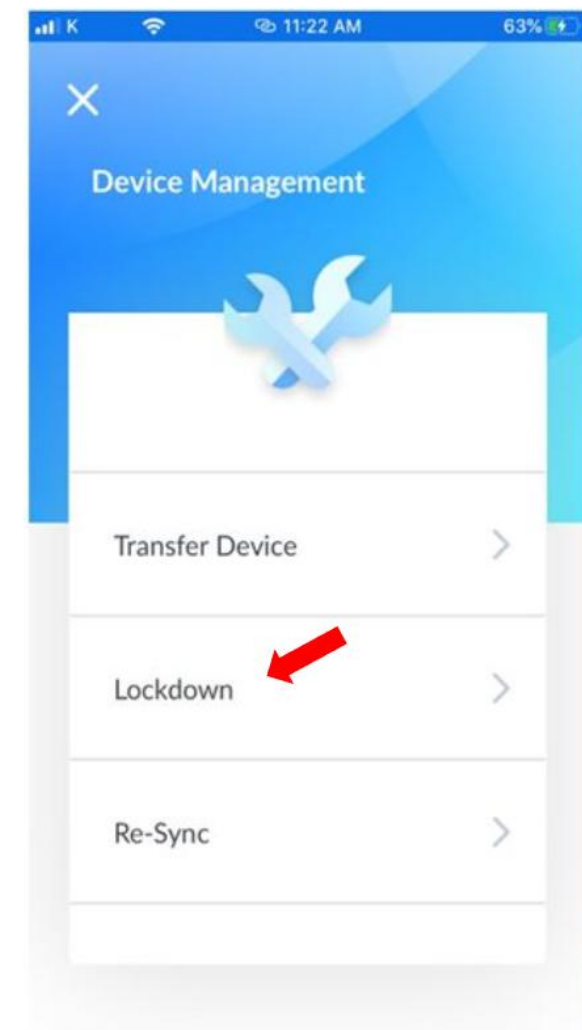 K 11:22 AM 63%
Device Management
Transfer Device
Lockdown
Re-Sync